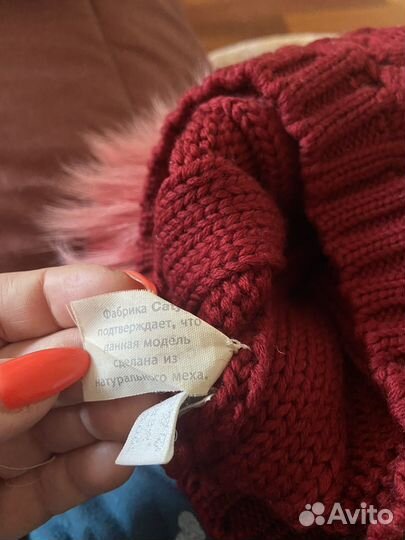 Фабрика
подтверждает, что
данная модель
сделана из
натурального меха.
Avito